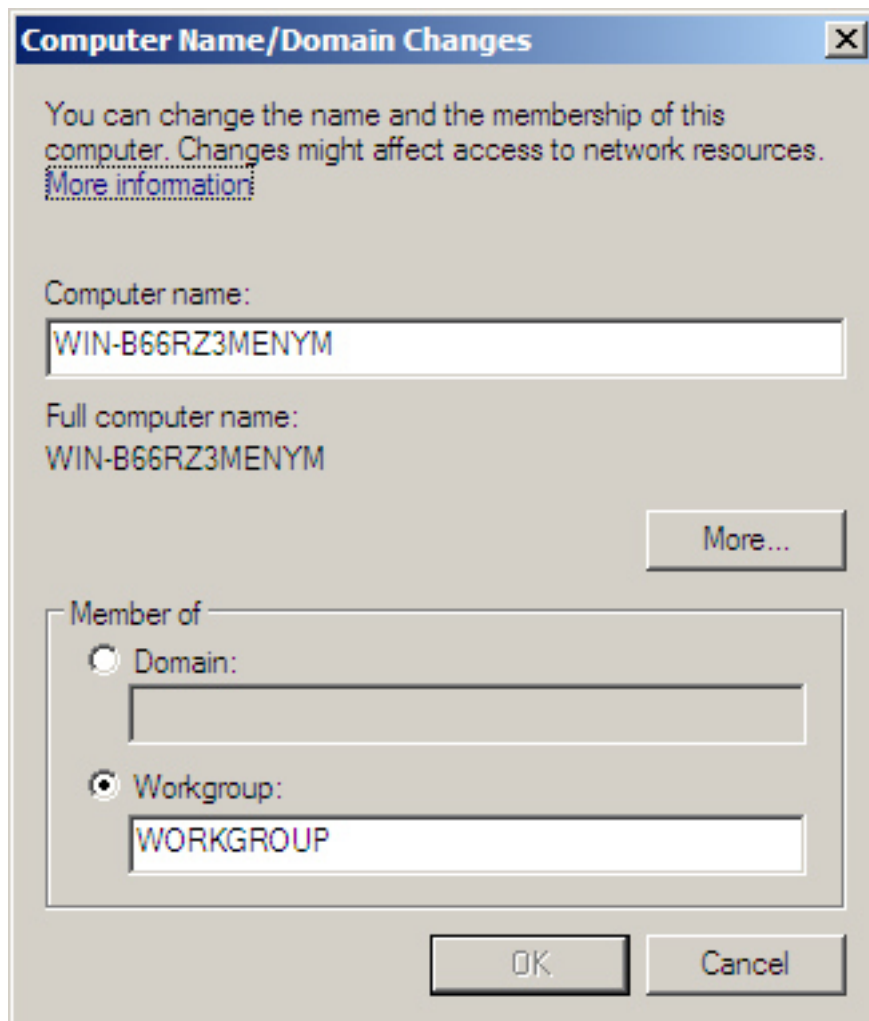 Computer Name/Domain Changes
You can change the name and the membership of this
computer. Changes might affect access to network resources.
More information
Computer name:
WIN-B66RZ3MENYM
Full computer name:
WIN-B66RZ3MENYM
More...
Member of
Domain:
Workgroup:
WORKGROUP
OK Cancel